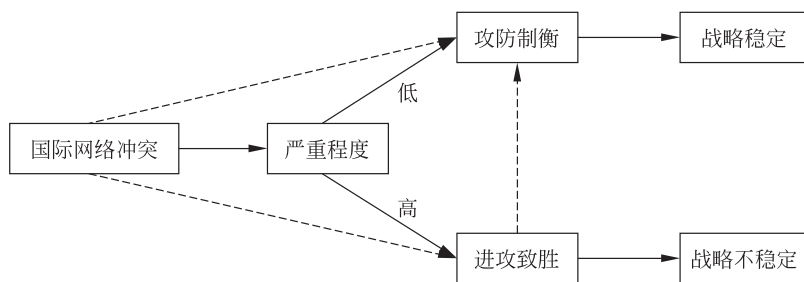 攻防制衡
战略稳定
低
国际网络冲突
严重程度
高
进攻致胜
战略不稳定